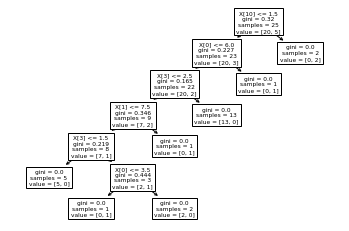 X[10] <= 1.5
gini = 0.32
samples = 25
value = [20, 5]
X[0] <= 6.0
gini = 0.227
samples = 23
value = [20, 3]
gini = 0.0
samples = 2
value = [0, 2]
X[3] <= 2.5
gini = 0.165
samples = 22
value = [20, 2]
gini = 0.0
samples = 1
value = [0, 1]
X[1] <= 7.5
gini = 0.346
samples = 9
value = [7, 2]
gini = 0.0
samples = 13
value = [13, 0]
X[3] <= 1.5
gini = 0.219
samples = 8
value = [7, 1]
gini = 0.0
samples = 1
value = [0, 1]
gini = 0.0
samples = 5
value = [5, 0]
X[0] <= 3.5
gini = 0.444
samples = 3
value = [2, 1]
gini = 0.0
samples = 1
value = [0, 1]
gini = 0.0
samples = 2
value = [2, 0]